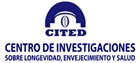 CITED
CENTRO DE INVESTIGACIONES
SOBRE LONGEVIDAD, ENVEJECIMIENTO Y SALUD